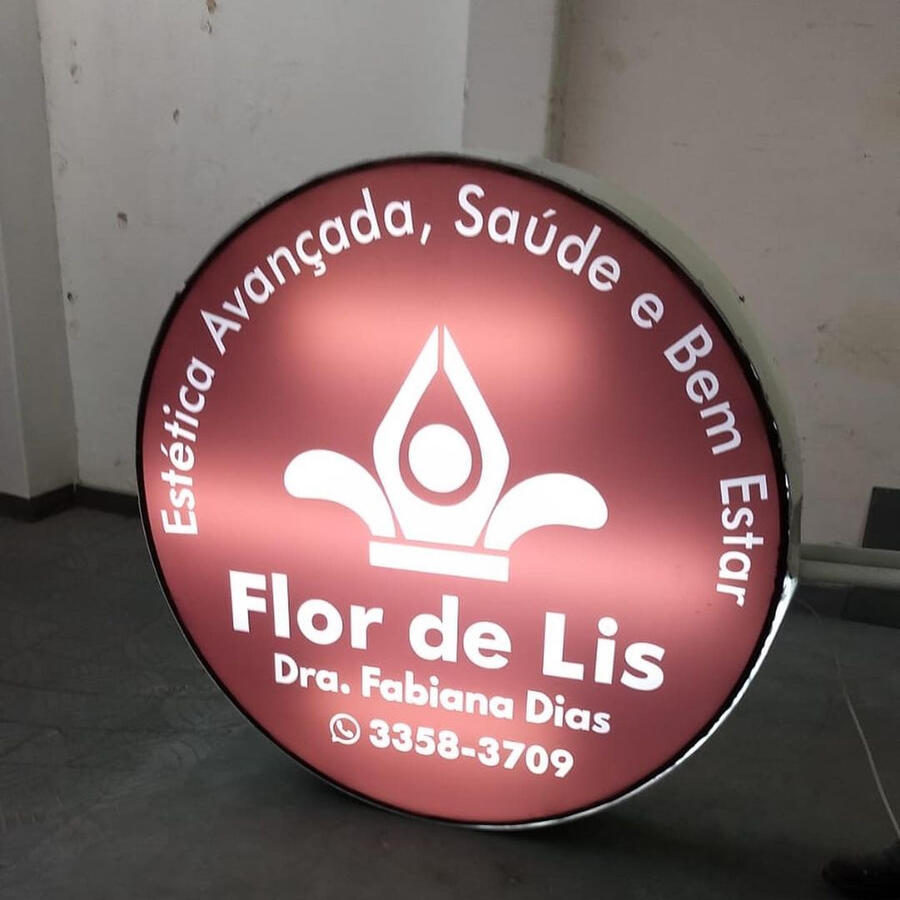 Estética Avançada, Saúde e Bem Estar
Flor de Lis
Dra. Fabiana Dias
3358-3709